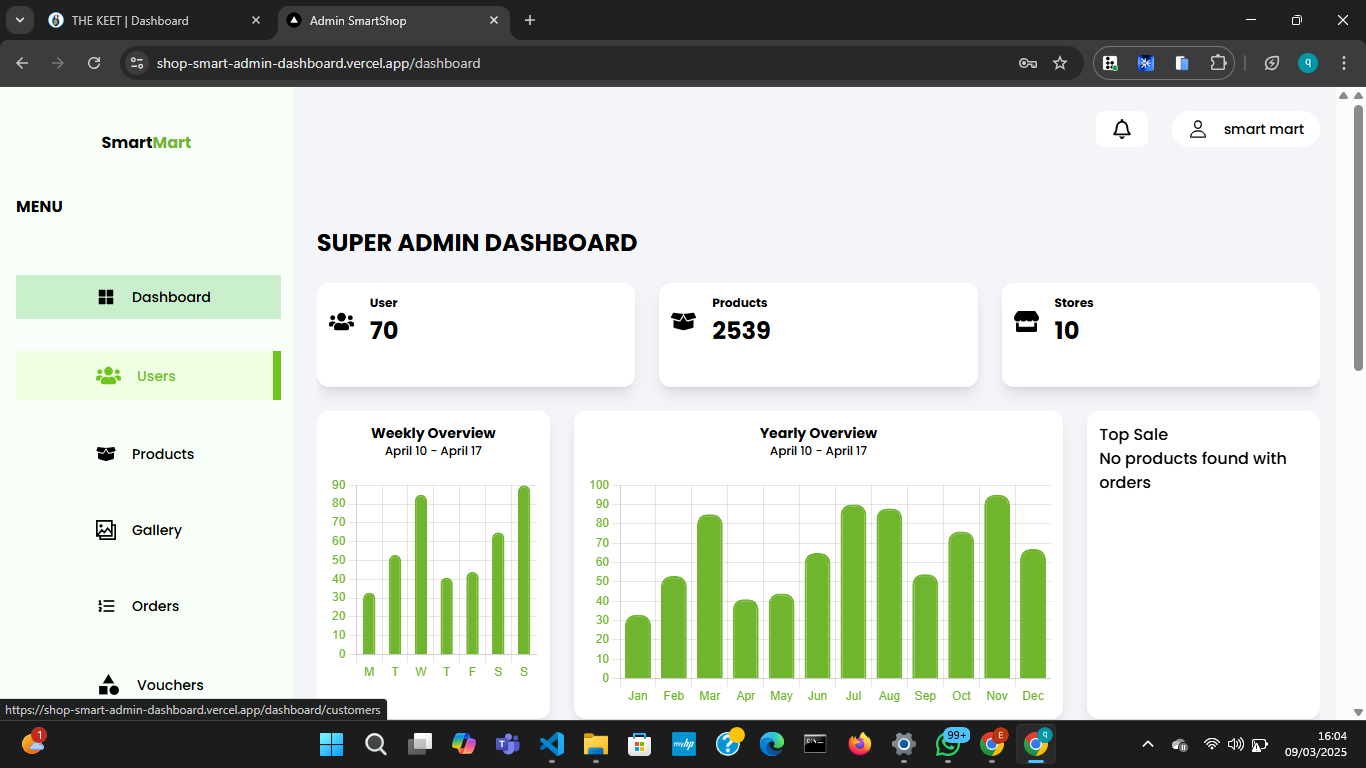 THE KEET | Dashboard
Admin SmartShop
shop-smart-admin-dashboard.vercel.app/dashboard
q
SmartMart
smart mart
MENU
SUPER ADMIN DASHBOARD
Dashboard
Users
Products
Gallery
Orders
Vouchers
User
70
Products
2539
Stores
10
Weekly Overview
April 10 - April 17
90
80
70
60
50
40
30
20
10
0
M T W T F S S
Yearly Overview
April 10 - April 17
100
90
80
70
60
50
40
30
20
10
0
Jan Feb Mar Apr May Jun Jul Aug Sep Oct Nov Dec
Top Sale
No products found with
orders
https://shop-smart-admin-dashboard.vercel.app/dashboard/customers
1
myhp
99+
E
q
16:04
09/03/2025